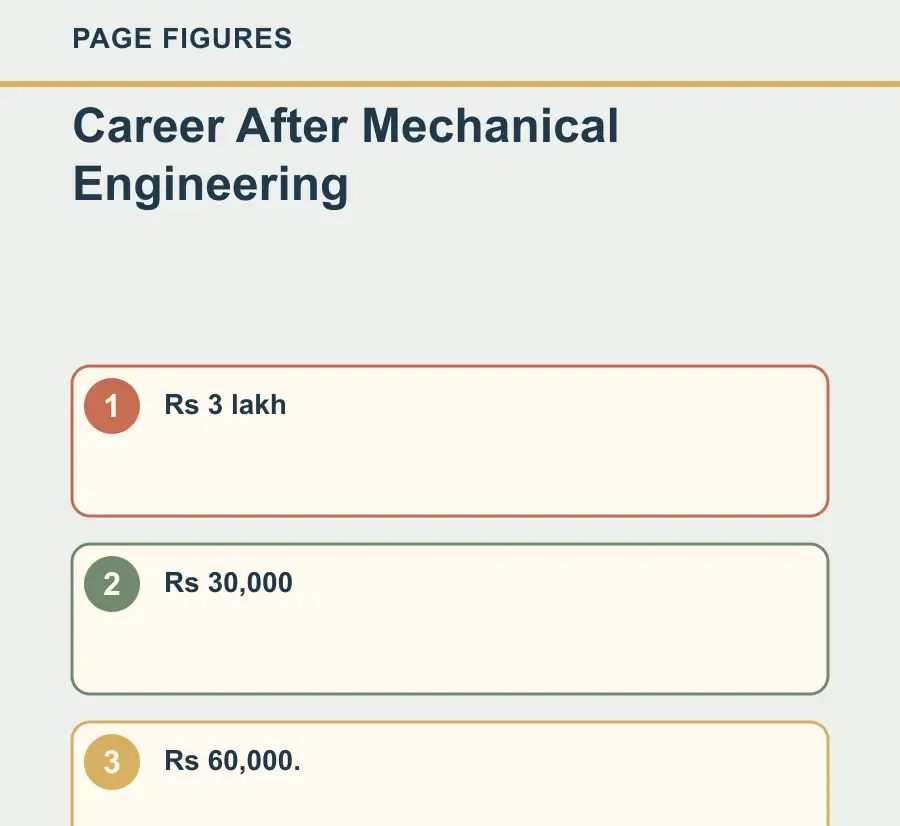 PAGE FIGURES
Career After Mechanical
Engineering
1 Rs 3 lakh
2 Rs 30,000
3 Rs 60,000.